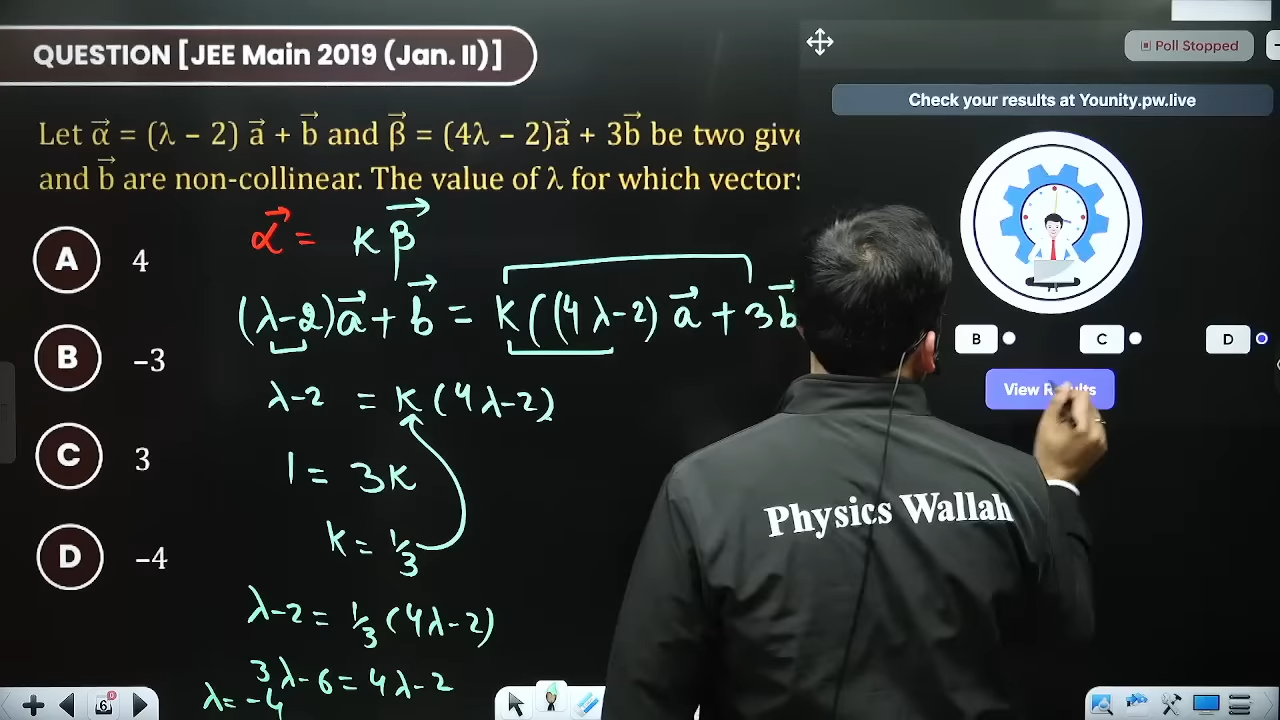 QUESTION [JEE Main 2019 (Jan. II)]
Poll Stopped
Check your results at Younity.pw.live
Let α⃗ = (λ − 2) a⃗ + b⃗ and β⃗ = (4λ − 2)a⃗ + 3b⃗ be two give
and b⃗ are non-collinear. The value of λ for which vectors
A 4
B −3
C 3
D −4
α⃗ = K β⃗
(λ-2)a⃗ + b⃗ = K((4λ-2) a⃗ + 3b⃗
λ-2 = K(4λ-2)
1 = 3K
K = 1/3
λ-2 = 1/3 (4λ-2)
3λ-6 = 4λ-2
λ = -4
B
C
D
View Results
Physics Wallah
6